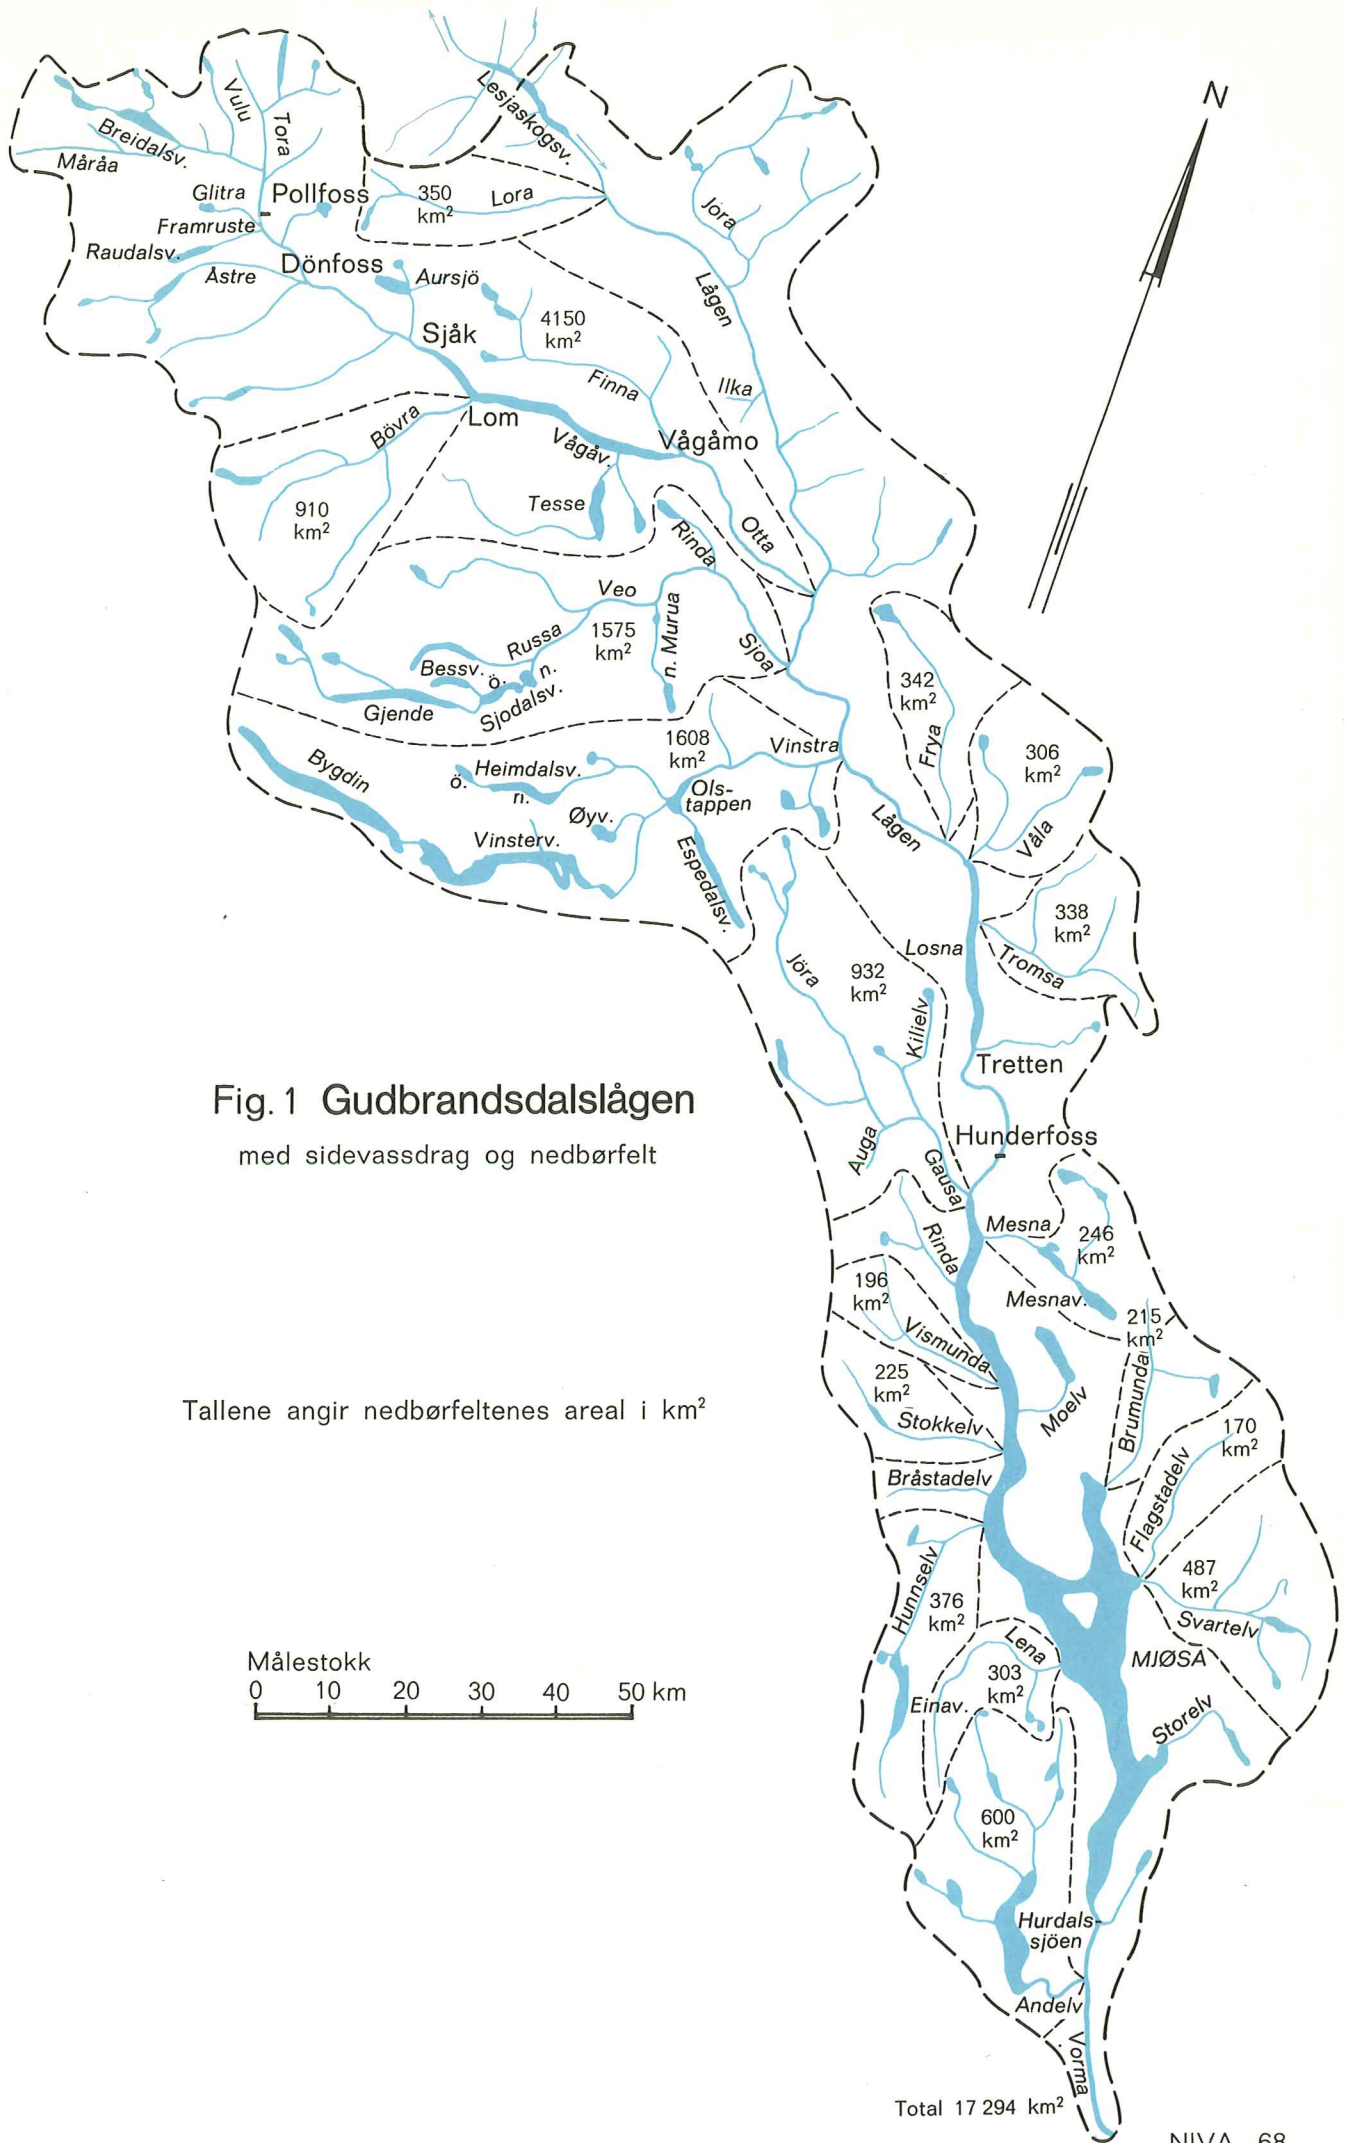 N
Lesjaskogsv.
Vulu
Tora
Breidalsv.
Måråa
Glitra
Pollfoss
350
km²
Lora
Jora
Framruste
Raudalsv.
Åstre
Dönfoss
Aursjö
Lågen
4150
km²
Sjåk
Finna
Ilka
Lom
Bövra
Vågåv.
Vågåmo
910
km²
Tesse
Rinda
Otta
Veo
1575
km²
n. Murua
Russa
Sjoa
Bessv.
ö.
n.
Sjodalsv.
Gjende
342
km²
Frya
306
km²
Våla
1608
km²
Vinstra
Bygdin
Heimdalsv.
ö.
n.
Ols-
tappen
Øyv.
Vinsterv.
Espedalsv.
Lågen
338
km²
Tromsa
Losna
Jöra
932
km²
Kilielv
Tretten
Fig. 1 Gudbrandsdalslågen
med sidevassdrag og nedbørfelt
Hunderfoss
Auga
Gausa
Mesna
246
km²
Rinda
Mesnav.
196
km²
Vismunda
215
km²
Brumunda
225
km²
Stokkelv
Moelv
Tallene angir nedbørfeltenes areal i km²
170
km²
Flagstadelv
Bråstadelv
Hunnselv
376
km²
487
km²
Svartelv
Lena
303
km²
MJØSA
Einav.
Storelv
Målestokk
0 10 20 30 40 50 km
600
km²
Hurdals-
sjöen
Andelv
Vorma
Total 17 294 km²
NIVA 68